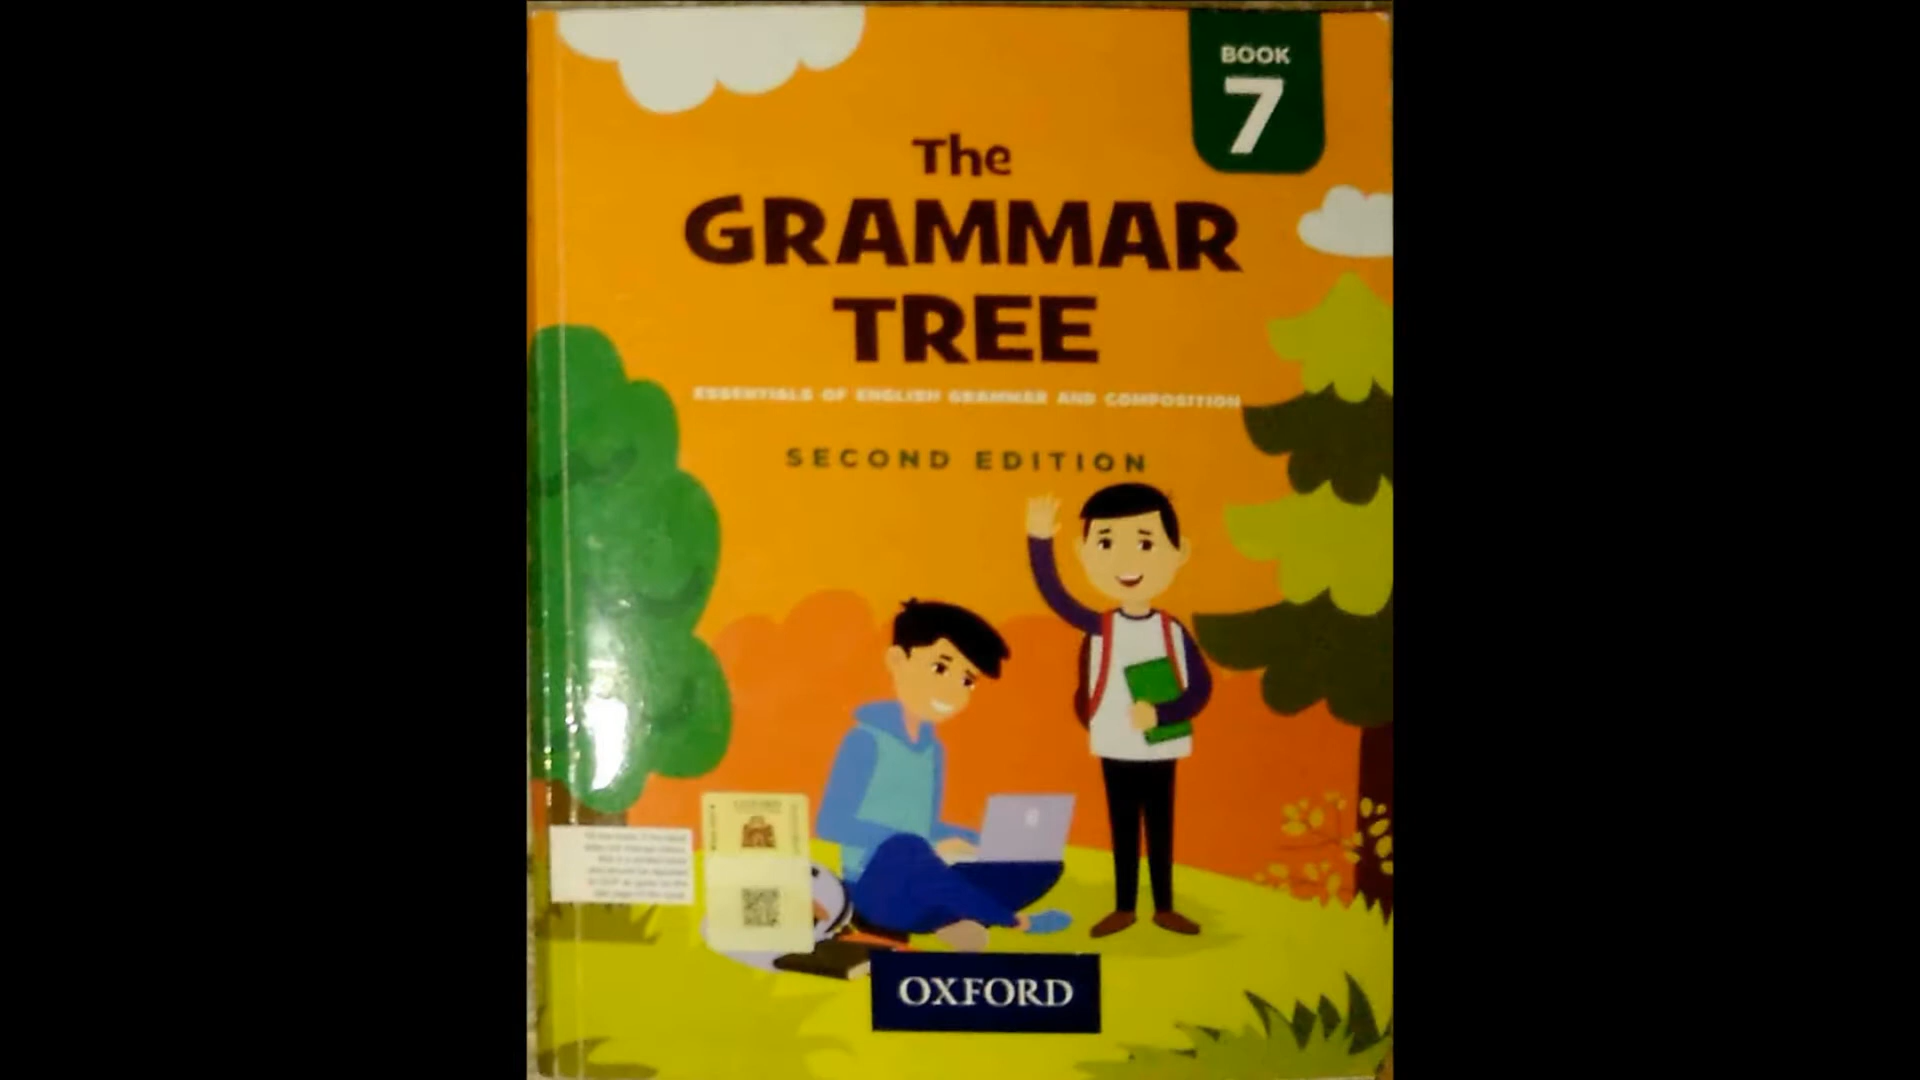 BOOK
7
The
GRAMMAR
TREE
ESSENTIALS OF ENGLISH GRAMMAR AND COMPOSITION
SECOND EDITION
OXFORD